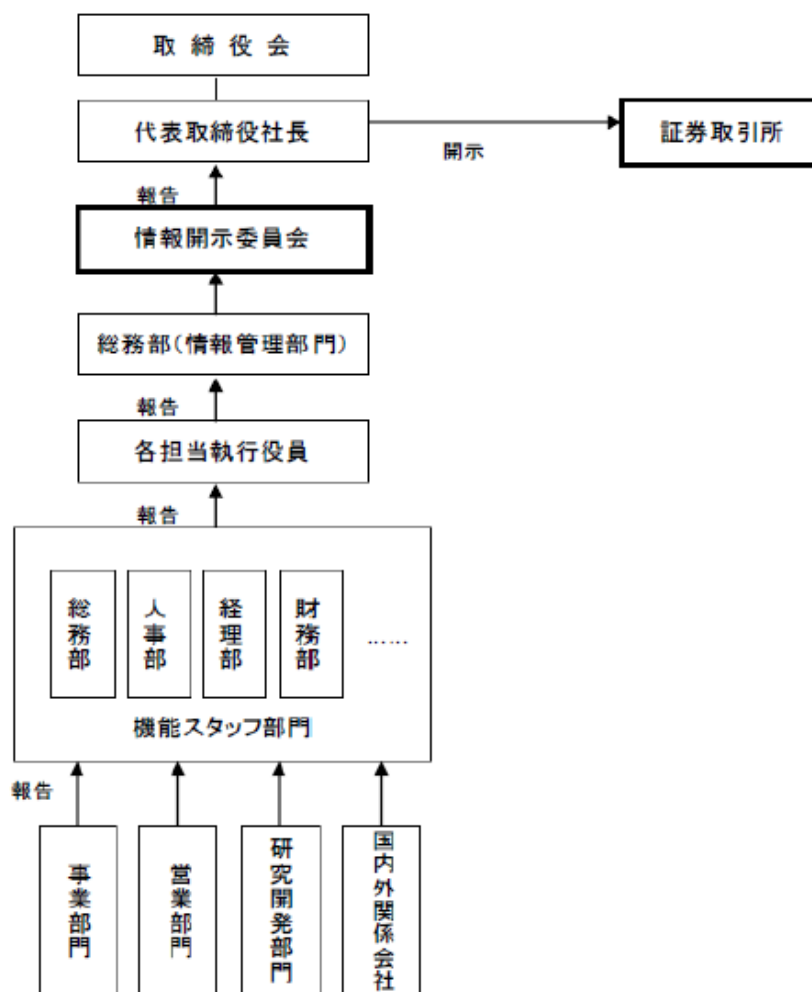 取 締 役 会
代表取締役社長
開示
証券取引所
報告
情報開示委員会
総務部(情報管理部門)
報告
各担当執行役員
報告
総務部
人事部
経理部
財務部
……
機能スタッフ部門
報告
事業部門
営業部門
研究開発部門
国内外関係会社